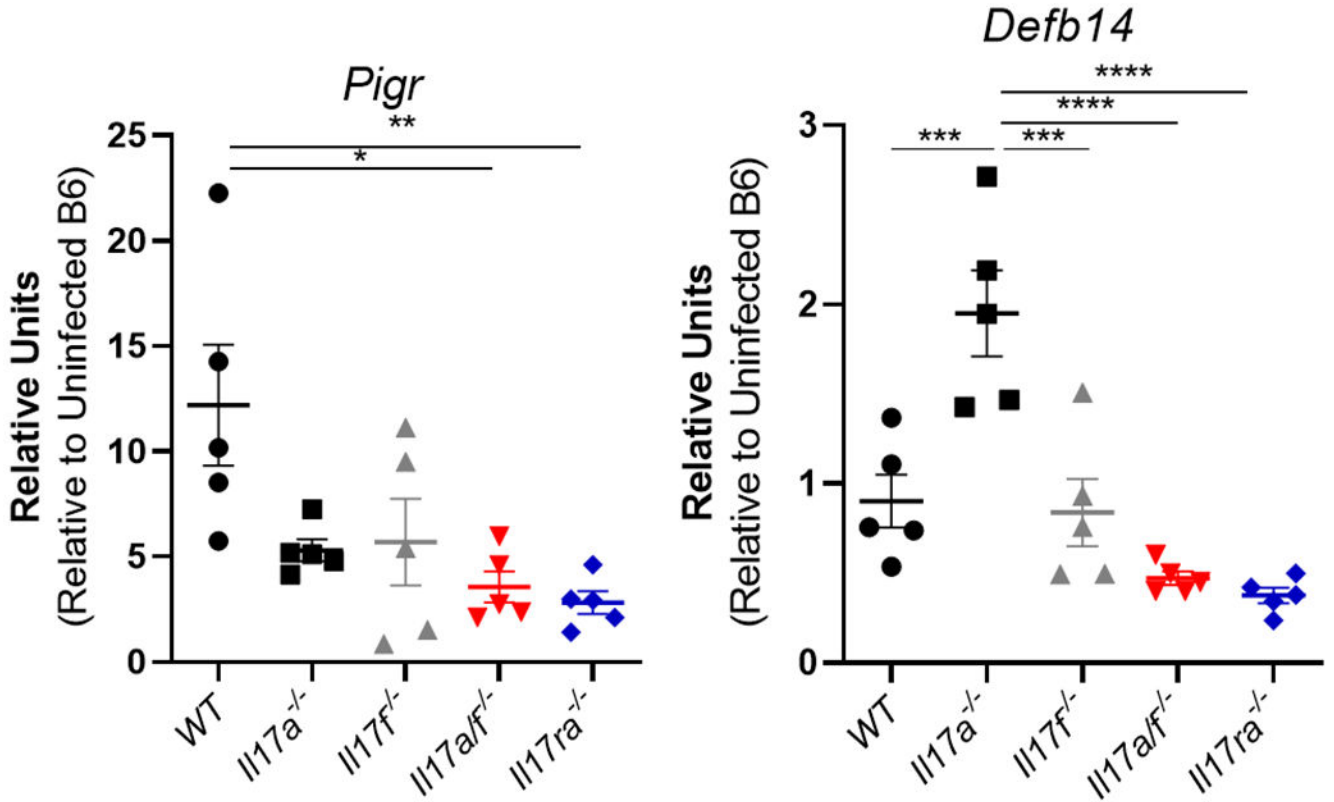 Pigr
**
*
25
20
15
10
5
0
Relative Units
(Relative to Uninfected B6)
WT
Il17a-/-
Il17f-/-
Il17a/f-/-
Il17ra-/-
Defb14
****
****
***
***
3
2
1
0
Relative Units
(Relative to Uninfected B6)
WT
Il17a-/-
Il17f-/-
Il17a/f-/-
Il17ra-/-